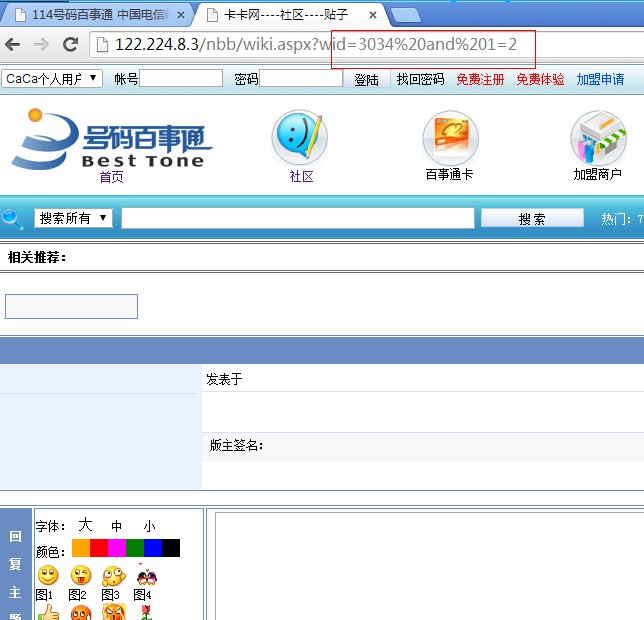 114号码百事通 中国电信
卡卡网----社区----贴子
122.224.8.3/nbb/wiki.aspx?wid=3034%20and%201=2
CaCa个人用户 帐号 密码 登陆 找回密码 免费注册 免费体验 加盟申请
号码百事通
Best Tone
首页 社区 百事通卡 加盟商户
搜索所有 搜索 热门: 7
相关推荐:
发表于
版主签名:
回复主题
字体: 大 中 小
颜色:
图1 图2 图3 图4